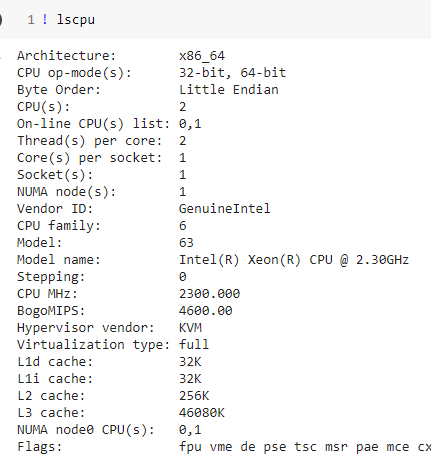 1 ! lscpu
Architecture: x86_64
CPU op-mode(s): 32-bit, 64-bit
Byte Order: Little Endian
CPU(s): 2
On-line CPU(s) list: 0,1
Thread(s) per core: 2
Core(s) per socket: 1
Socket(s): 1
NUMA node(s): 1
Vendor ID: GenuineIntel
CPU family: 6
Model: 63
Model name: Intel(R) Xeon(R) CPU @ 2.30GHz
Stepping: 0
CPU MHz: 2300.000
BogoMIPS: 4600.00
Hypervisor vendor: KVM
Virtualization type: full
L1d cache: 32K
L1i cache: 32K
L2 cache: 256K
L3 cache: 46080K
NUMA node0 CPU(s): 0,1
Flags: fpu vme de pse tsc msr pae mce cx